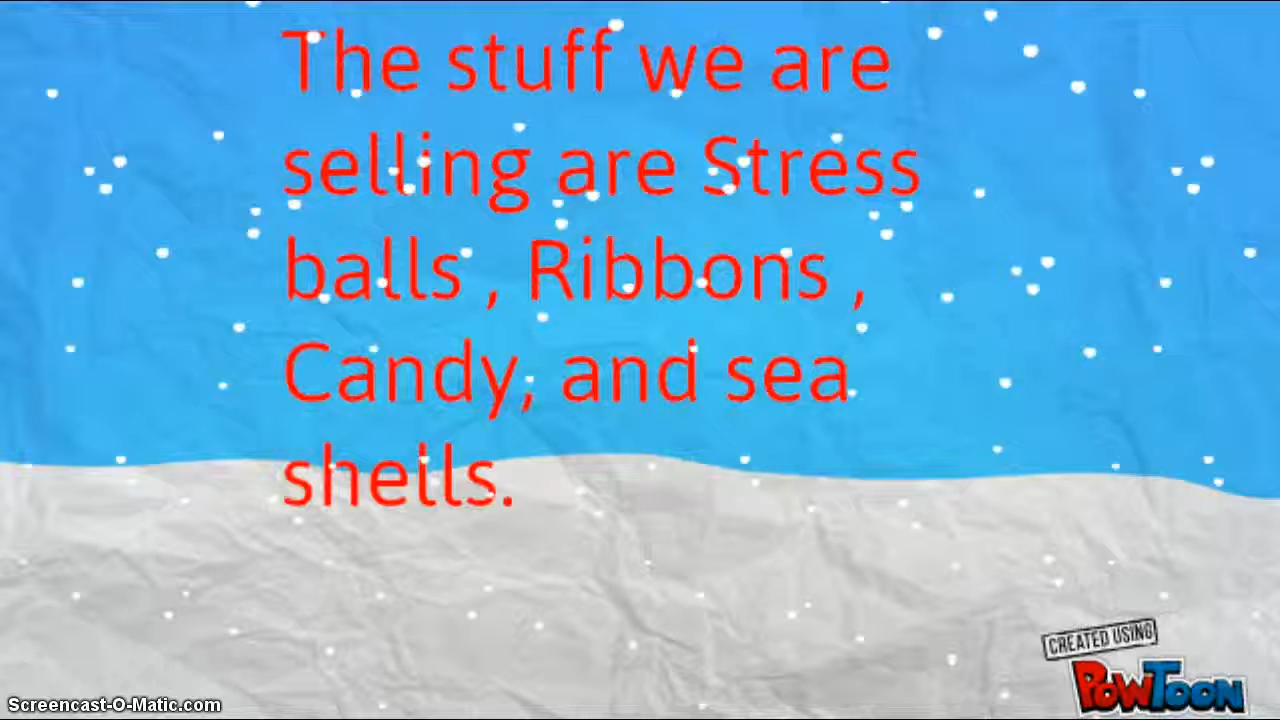 The stuff we are
selling are Stress
balls , Ribbons ,
Candy, and sea
shells.
CREATED USING
POWTOON
Screencast-O-Matic.com